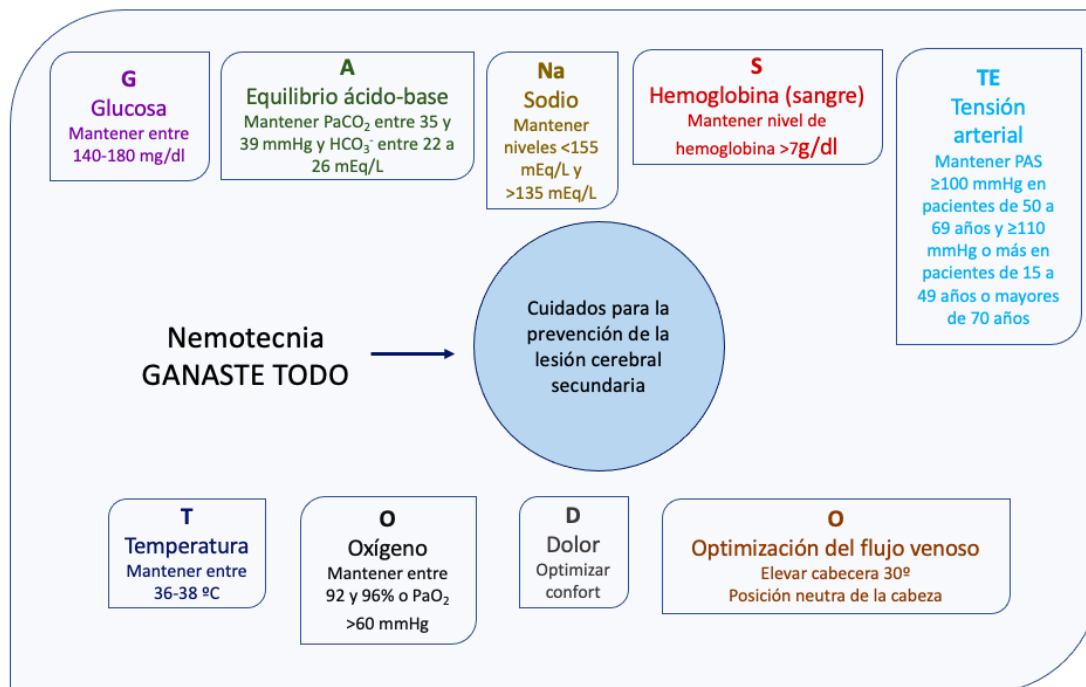 G
Glucosa
Mantener entre
140-180 mg/dl
A
Equilibrio ácido-base
Mantener PaCO₂ entre 35 y
39 mmHg y HCO₃⁻ entre 22 a
26 mEq/L
Na
Sodio
Mantener
niveles <155
mEq/L y
>135 mEq/L
S
Hemoglobina (sangre)
Mantener nivel de
hemoglobina >7g/dl
TE
Tensión
arterial
Mantener PAS
≥100 mmHg en
pacientes de 50 a
69 años y ≥110
mmHg o más en
pacientes de 15 a
49 años o mayores
de 70 años
Nemotecnia
GANASTE TODO
Cuidados para la
prevención de la
lesión cerebral
secundaria
T
Temperatura
Mantener entre
36-38 ºC
O
Oxígeno
Mantener entre
92 y 96% o PaO₂
>60 mmHg
D
Dolor
Optimizar
confort
O
Optimización del flujo venoso
Elevar cabecera 30º
Posición neutra de la cabeza